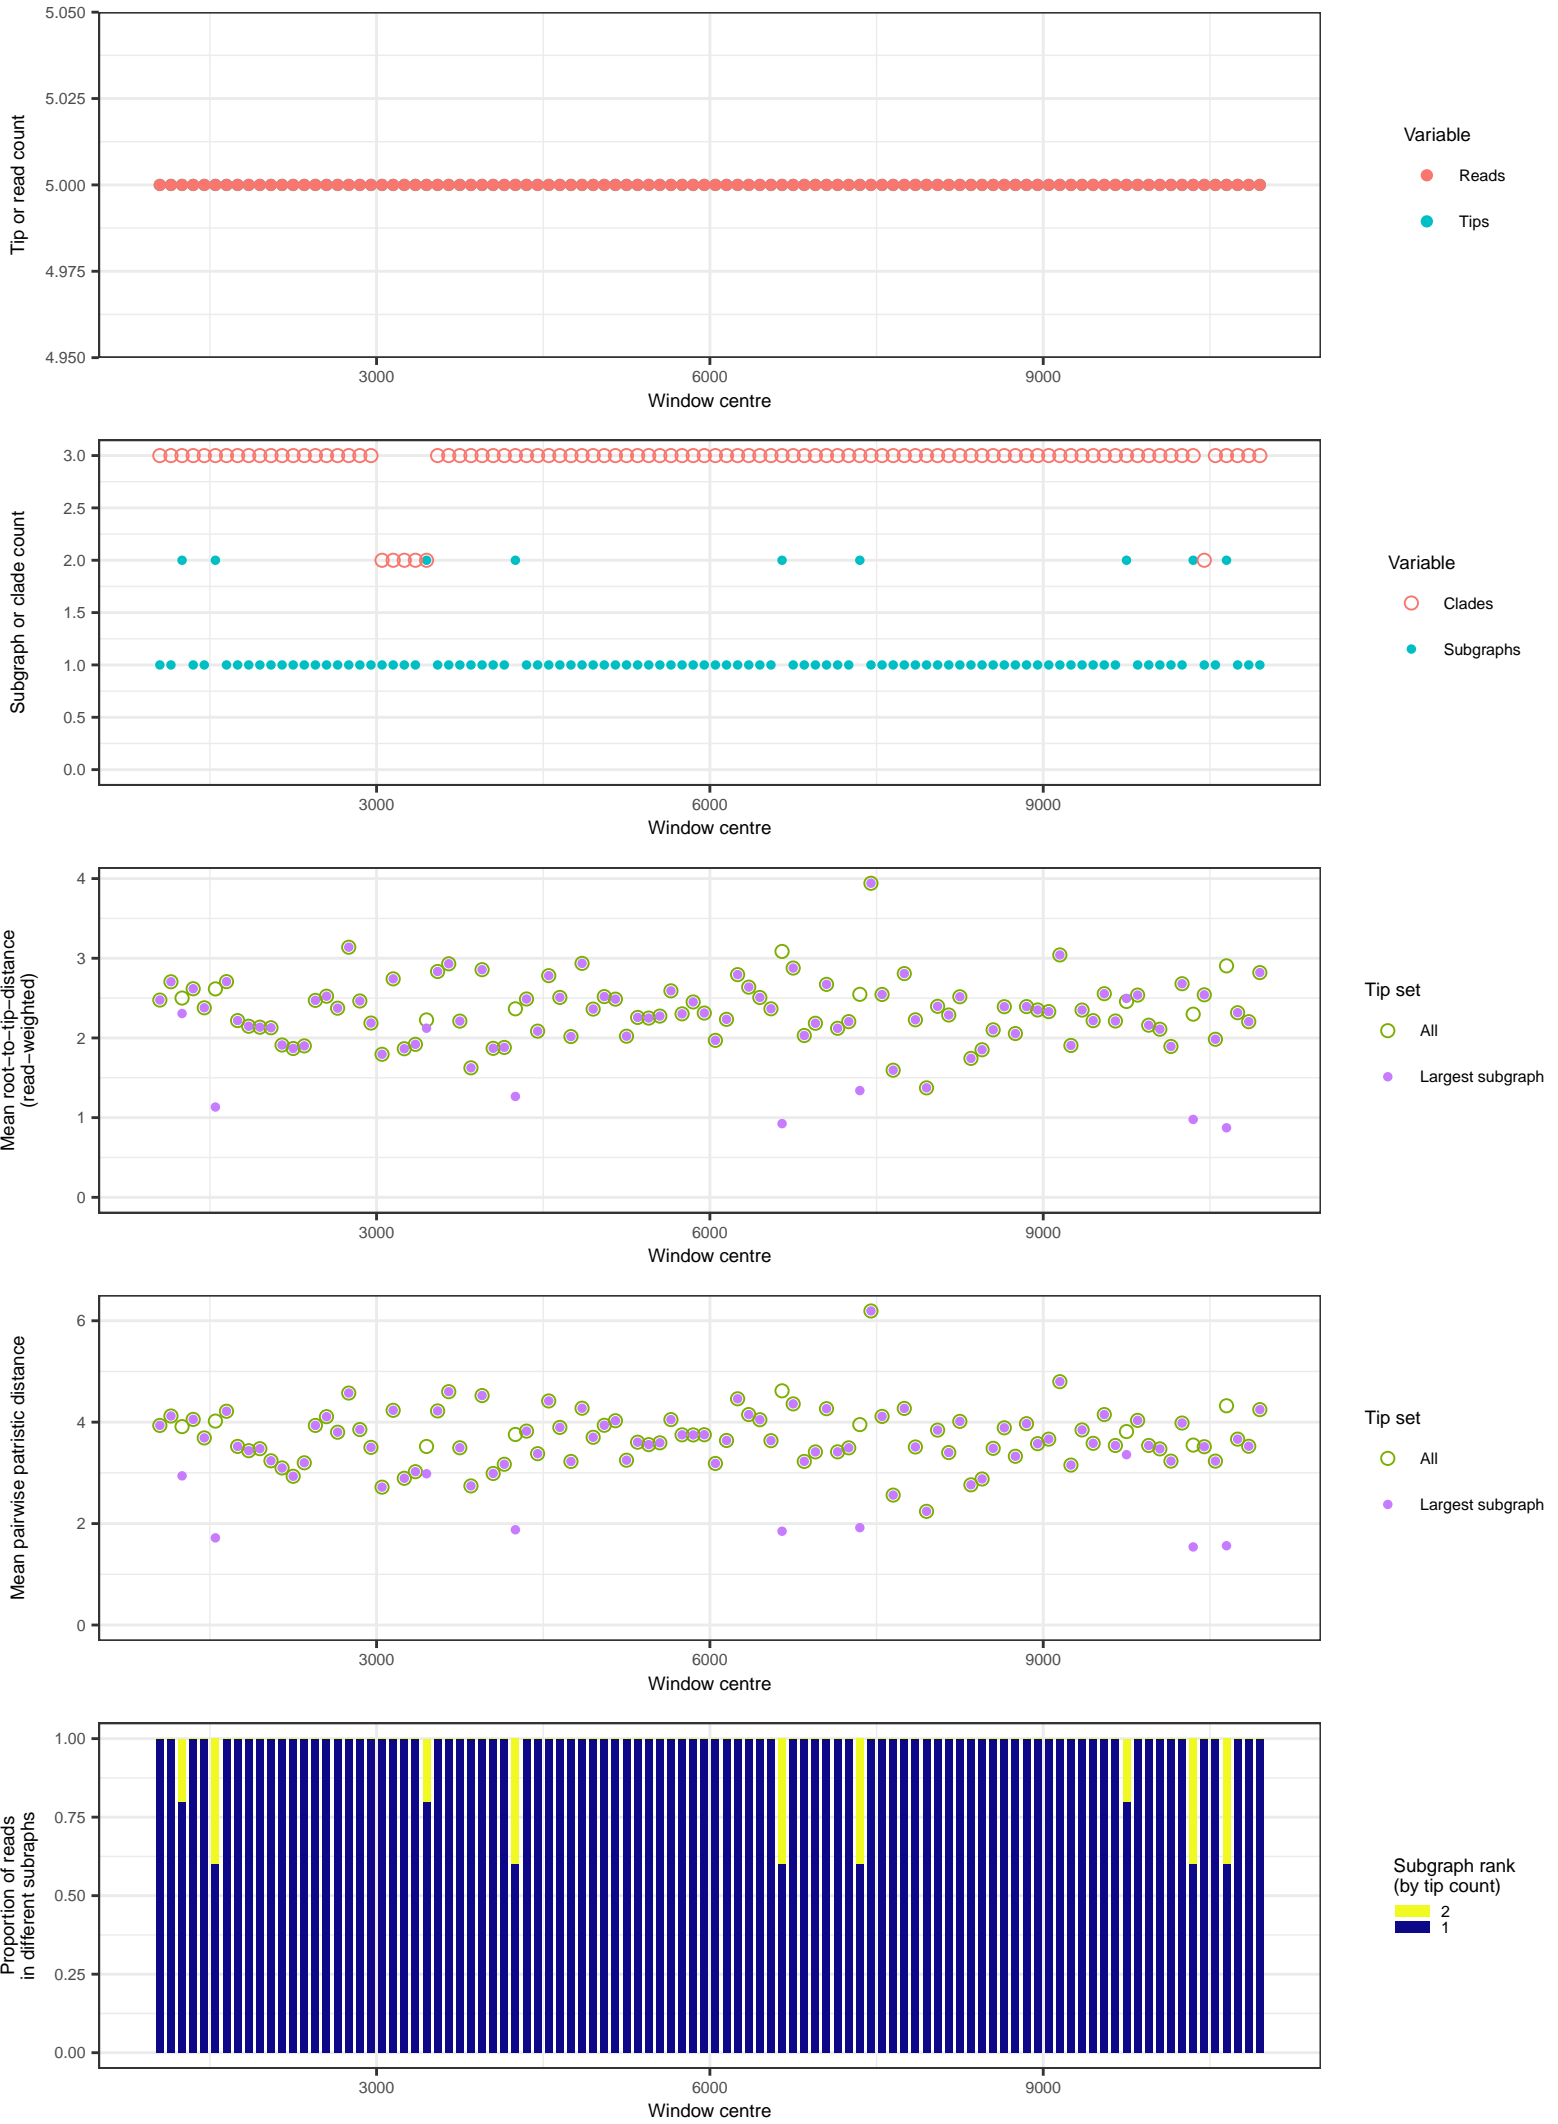 5.050
5.025
5.000
4.975
4.950
Tip or read count
3000
6000
9000
Window centre
Variable
Reads
Tips
3.0
2.5
2.0
1.5
1.0
0.5
0.0
Subgraph or clade count
3000
6000
9000
Window centre
Variable
Clades
Subgraphs
4
3
2
1
0
Mean root−to−tip−distance
(read−weighted)
3000
6000
9000
Window centre
Tip set
All
Largest subgraph
6
4
2
0
Mean pairwise patristic distance
3000
6000
9000
Window centre
Tip set
All
Largest subgraph
1.00
0.75
0.50
0.25
0.00
Proportion of reads
in different subraphs
3000
6000
9000
Window centre
Subgraph rank
(by tip count)
2
1